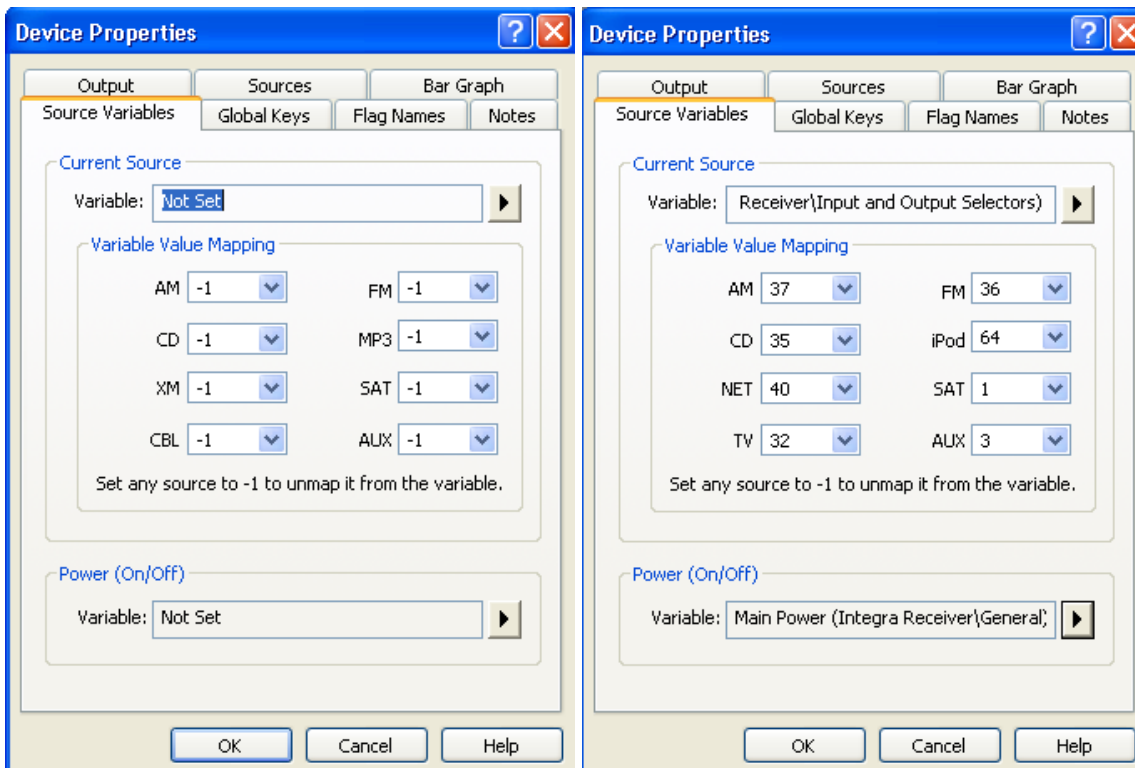 Device Properties
Output Sources Bar Graph
Source Variables Global Keys Flag Names Notes
Current Source
Variable: Not Set
Variable Value Mapping
AM -1 FM -1
CD -1 MP3 -1
XM -1 SAT -1
CBL -1 AUX -1
Set any source to -1 to unmap it from the variable.
Power (On/Off)
Variable: Not Set
OK Cancel Help
Device Properties
Output Sources Bar Graph
Source Variables Global Keys Flag Names Notes
Current Source
Variable: Receiver\Input and Output Selectors)
Variable Value Mapping
AM 37 FM 36
CD 35 iPod 64
NET 40 SAT 1
TV 32 AUX 3
Set any source to -1 to unmap it from the variable.
Power (On/Off)
Variable: Main Power (Integra Receiver\General)
OK Cancel Help